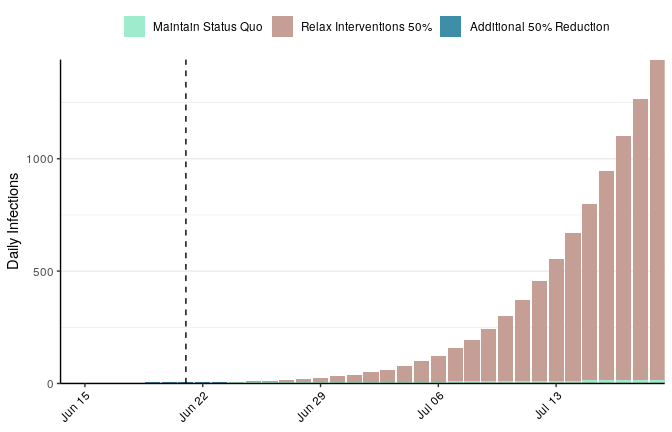 Maintain Status Quo Relax Interventions 50% Additional 50% Reduction
Daily Infections
1000
500
0
Jun 15 Jun 22 Jun 29 Jul 06 Jul 13